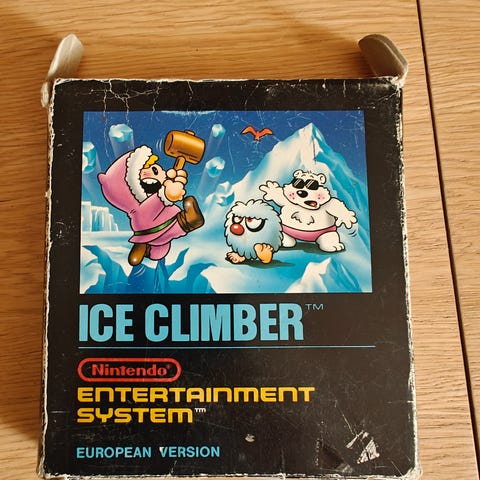 ICE CLIMBER™
Nintendo®
ENTERTAINMENT
SYSTEM™
EUROPEAN VERSION